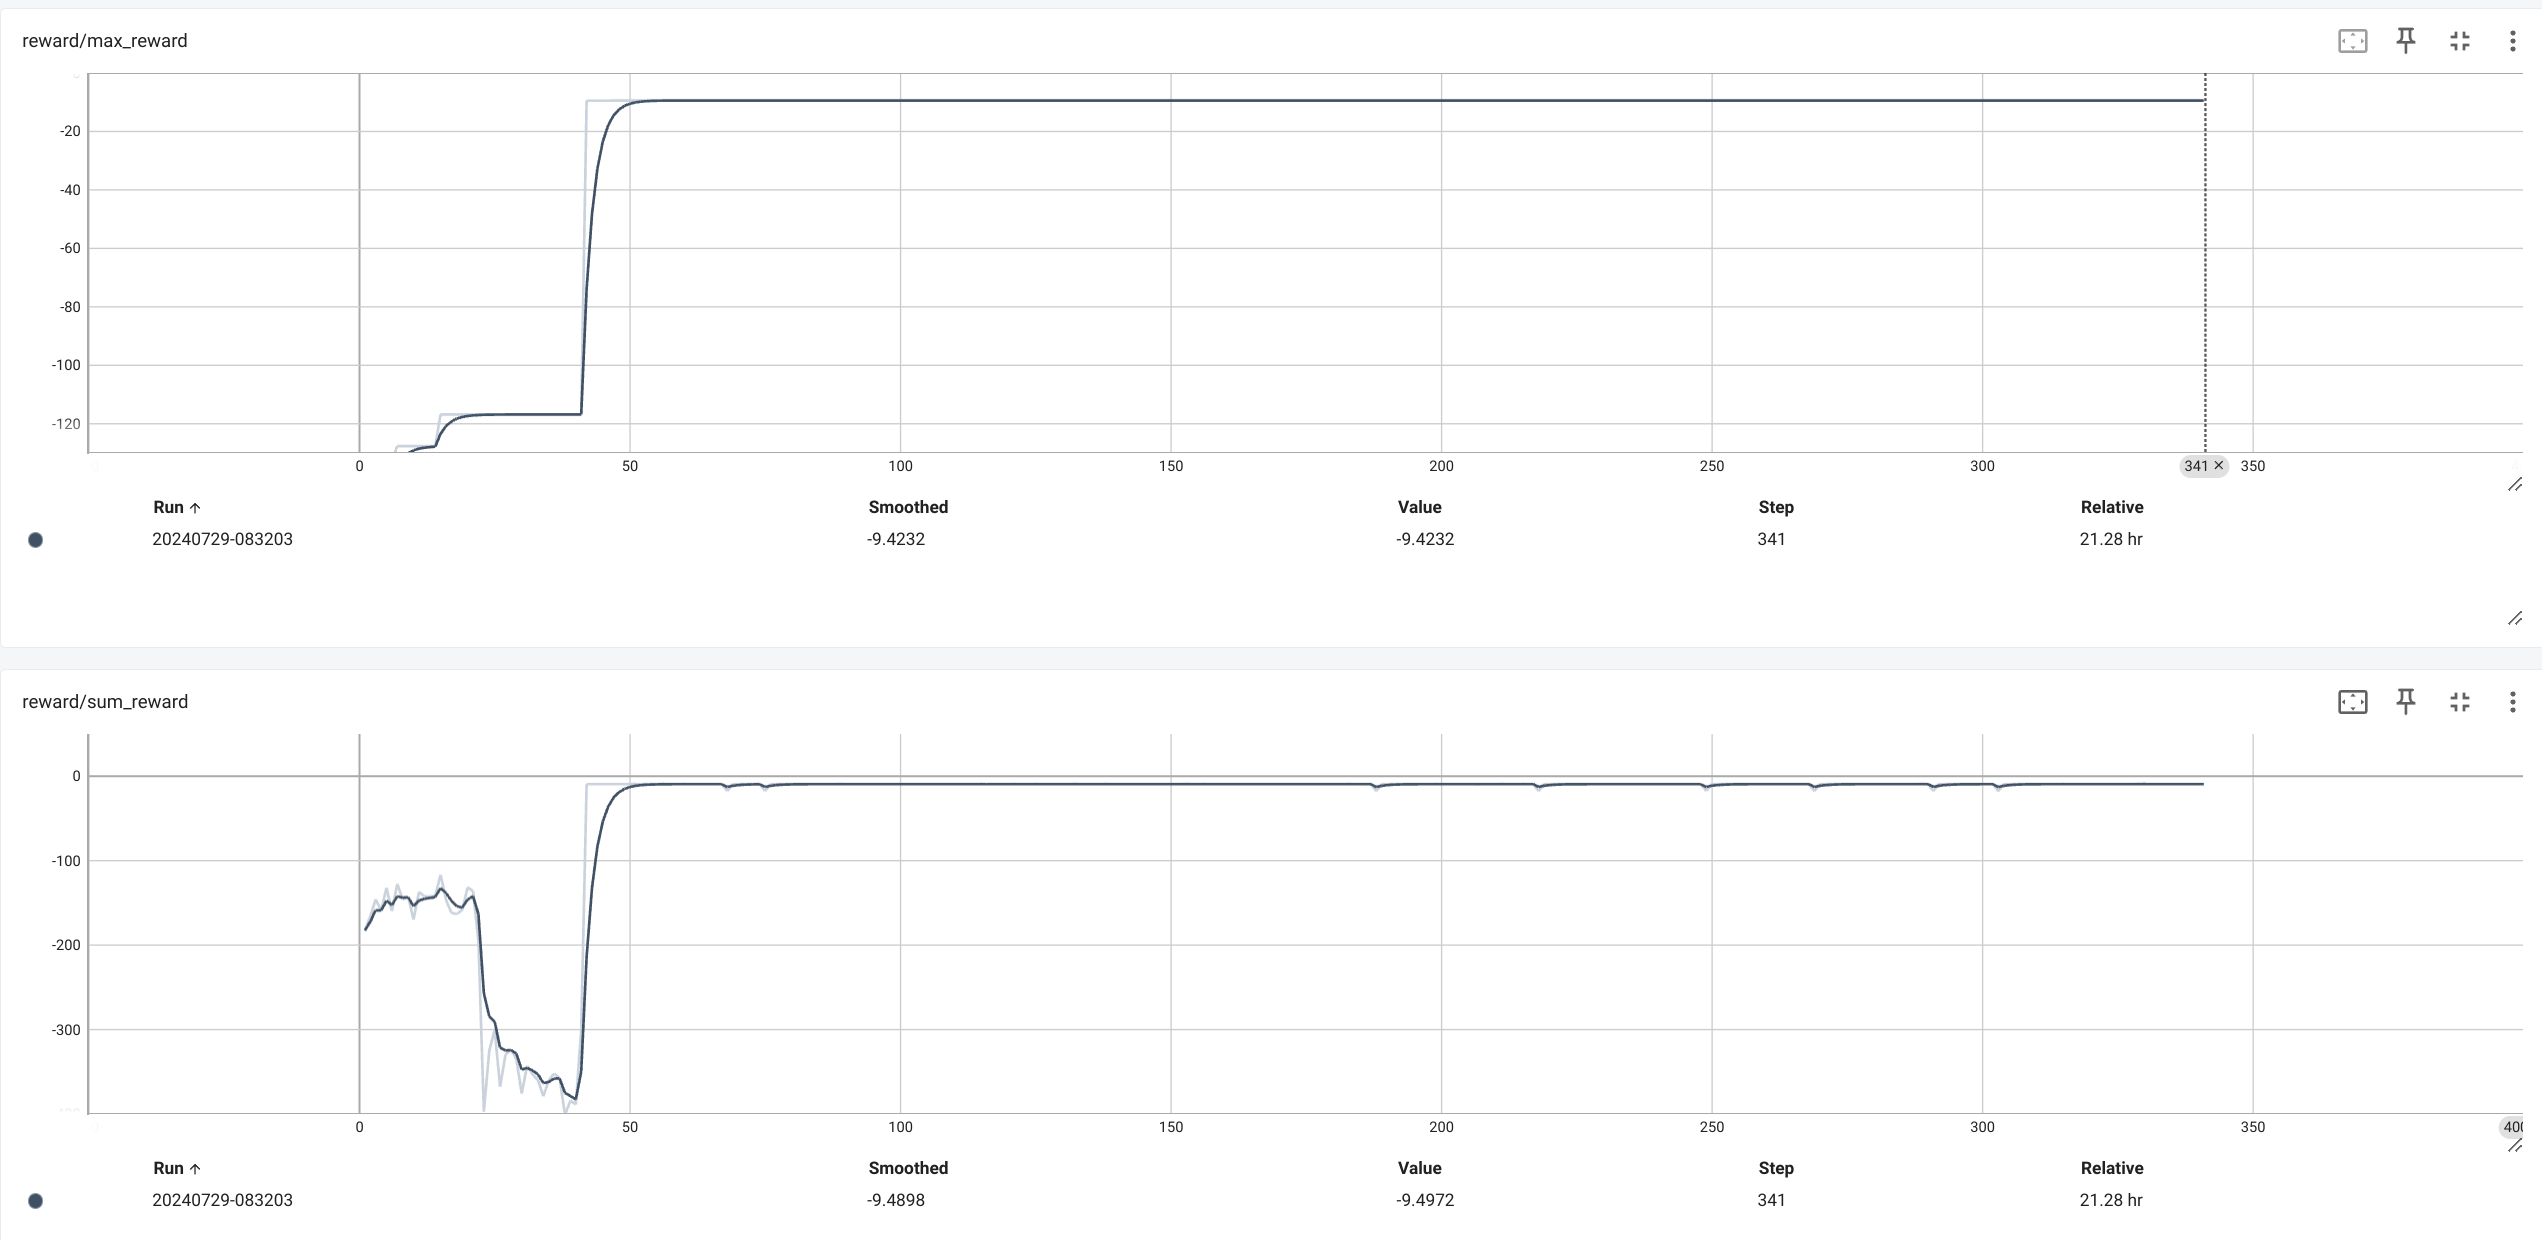 reward/max_reward
-20
-40
-60
-80
-100
-120
0 50 100 150 200 250 300 341 × 350
Run ↑ Smoothed Value Step Relative
20240729-083203 -9.4232 -9.4232 341 21.28 hr
reward/sum_reward
0
-100
-200
-300
0 50 100 150 200 250 300 350 400
Run ↑ Smoothed Value Step Relative
20240729-083203 -9.4898 -9.4972 341 21.28 hr